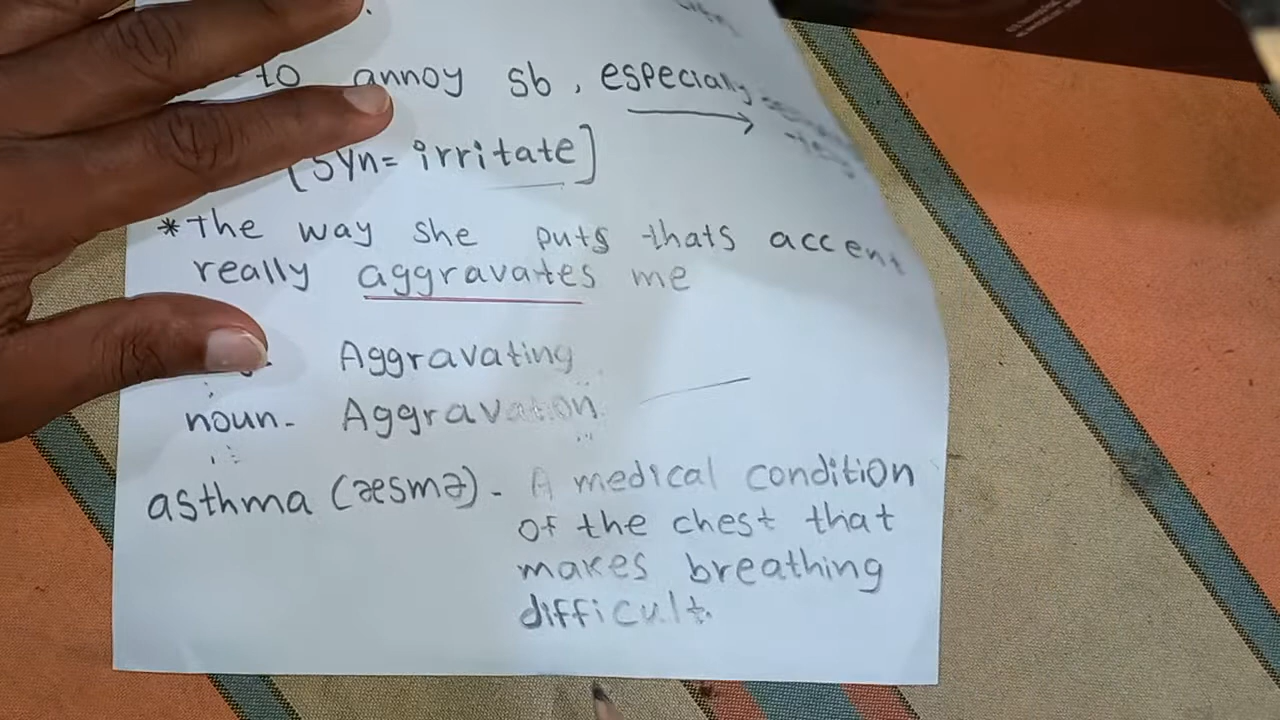 to annoy sb, especially
[Syn= irritate]
*The way she puts thats accent
really aggravates me
Aggravating
noun- Aggravation
asthma (æsmə) - A medical condition
of the chest that
makes breathing
difficult.